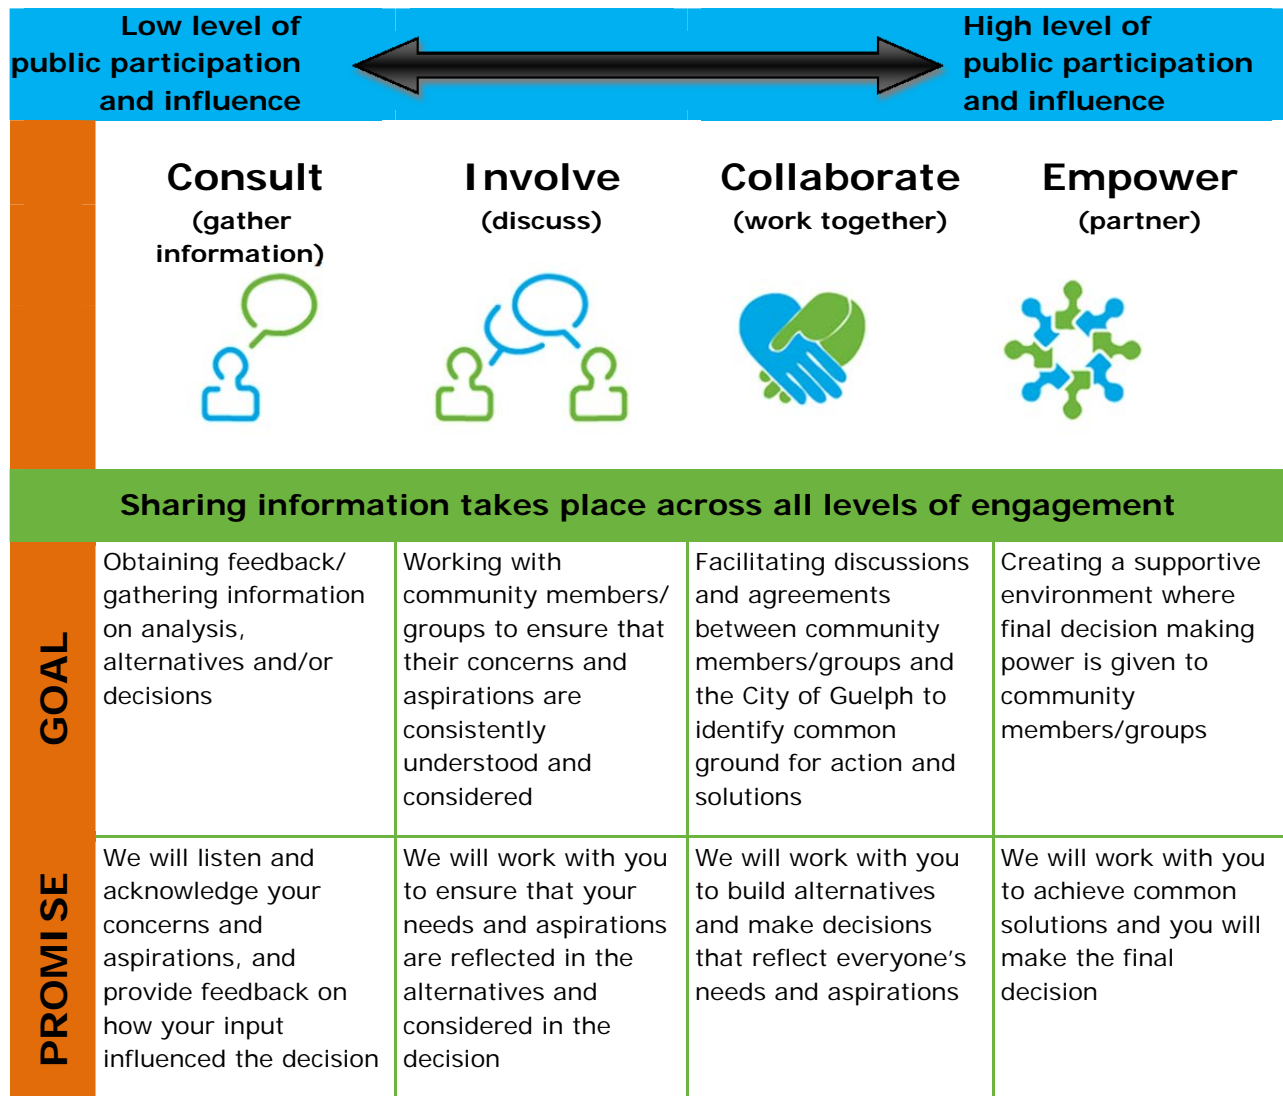 Low level of
public participation
and influence
High level of
public participation
and influence
Consult
(gather
information)
Involve
(discuss)
Collaborate
(work together)
Empower
(partner)
Sharing information takes place across all levels of engagement
GOAL
Obtaining feedback/
gathering information
on analysis,
alternatives and/or
decisions
Working with
community members/
groups to ensure that
their concerns and
aspirations are
consistently
understood and
considered
Facilitating discussions
and agreements
between community
members/groups and
the City of Guelph to
identify common
ground for action and
solutions
Creating a supportive
environment where
final decision making
power is given to
community
members/groups
PROMISE
We will listen and
acknowledge your
concerns and
aspirations, and
provide feedback on
how your input
influenced the decision
We will work with you
to ensure that your
needs and aspirations
are reflected in the
alternatives and
considered in the
decision
We will work with you
to build alternatives
and make decisions
that reflect everyone's
needs and aspirations
We will work with you
to achieve common
solutions and you will
make the final
decision